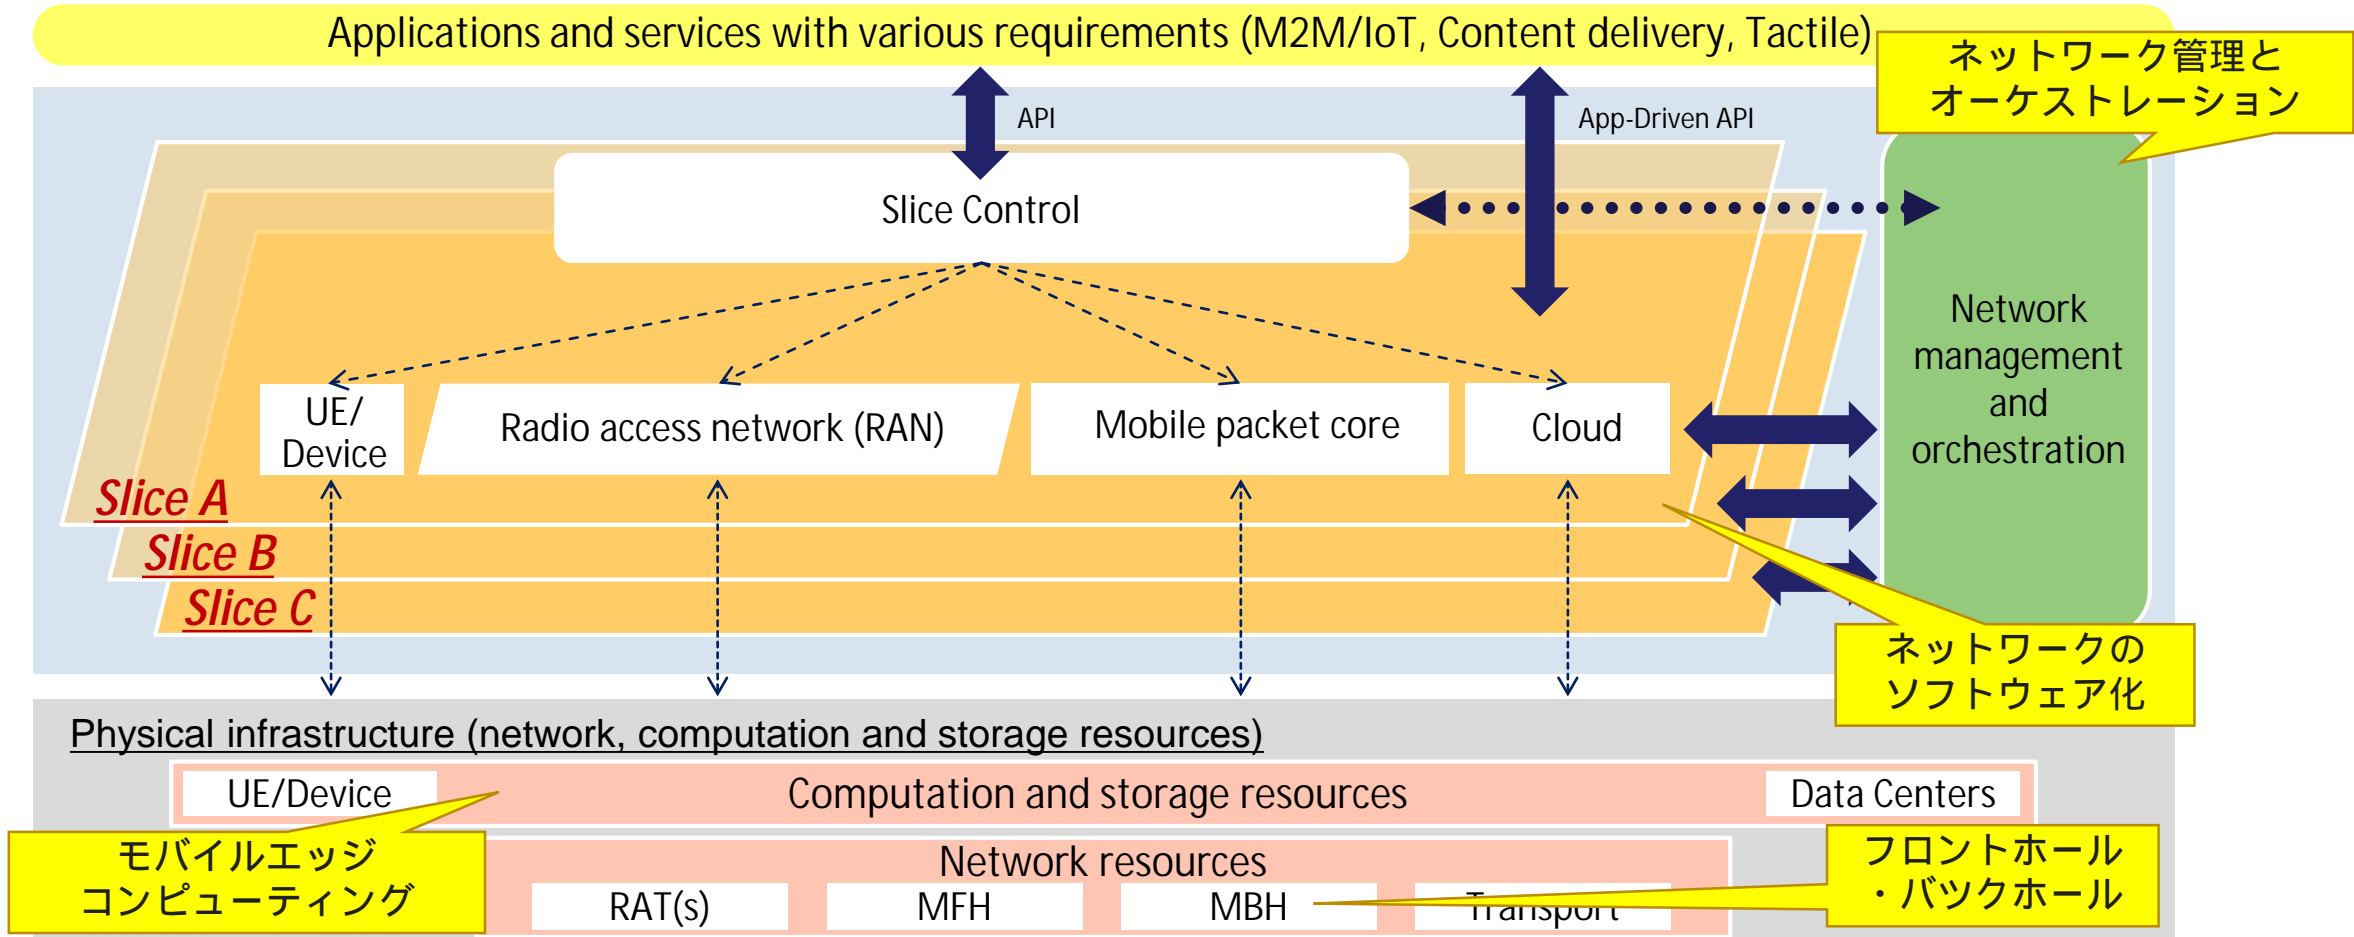 Applications and services with various requirements (M2M/IoT, Content delivery, Tactile)
ネットワーク管理と
オーケストレーション
API
App-Driven API
Slice Control
Network
management
and
orchestration
UE/
Device
Radio access network (RAN)
Mobile packet core
Cloud
Slice A
Slice B
Slice C
ネットワークの
ソフトウェア化
Physical infrastructure (network, computation and storage resources)
UE/Device
Computation and storage resources
Data Centers
モバイルエッジ
コンピューティング
Network resources
フロントホール
・バックホール
RAT(s)
MFH
MBH
Transport